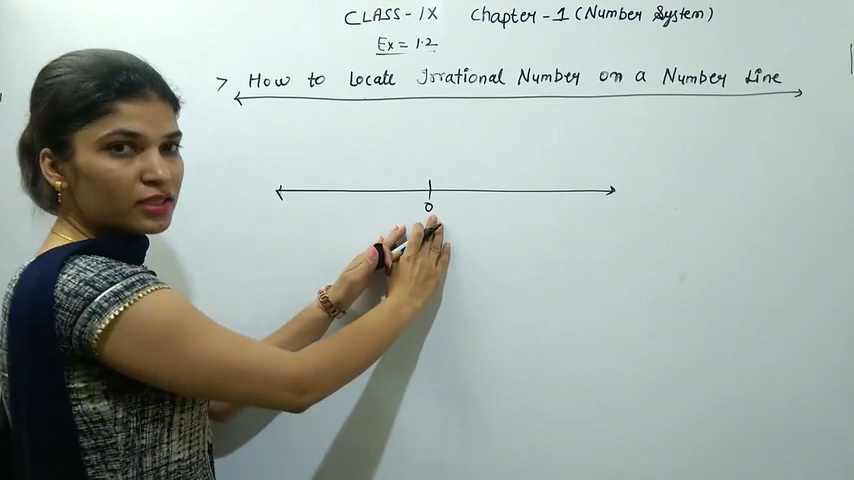 CLASS-IX Chapter-1 (Number System)
Ex = 1.2
> How to Locate Irrational Number on a Number Line
0